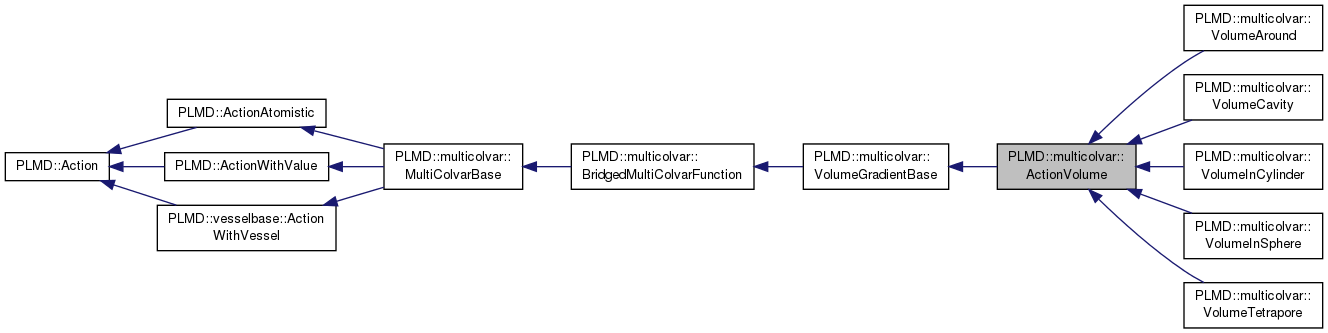 PLMD::Action
PLMD::ActionAtomistic
PLMD::ActionWithValue
PLMD::vesselbase::Action
WithVessel
PLMD::multicolvar::
MultiColvarBase
PLMD::multicolvar::
BridgedMultiColvarFunction
PLMD::multicolvar::
VolumeGradientBase
PLMD::multicolvar::
ActionVolume
PLMD::multicolvar::
VolumeAround
PLMD::multicolvar::
VolumeCavity
PLMD::multicolvar::
VolumeInCylinder
PLMD::multicolvar::
VolumeInSphere
PLMD::multicolvar::
VolumeTetrapore